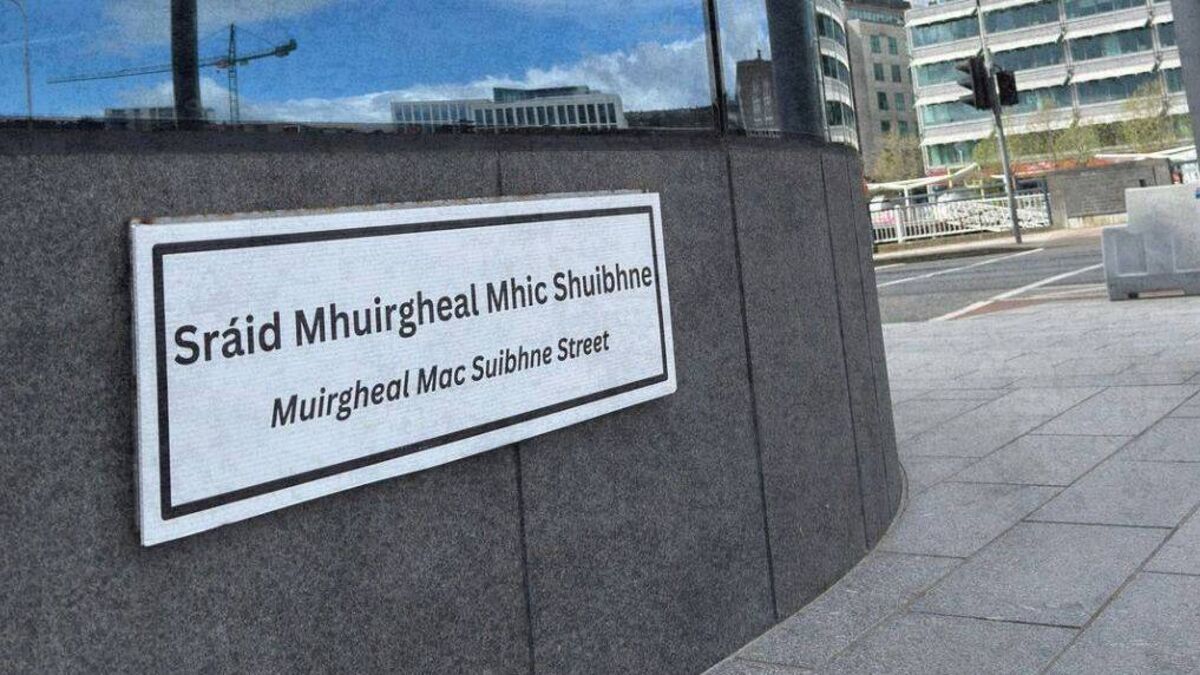 Sráid Mhuirgheal Mhic Shuibhne
Muirgheal Mac Suibhne Street